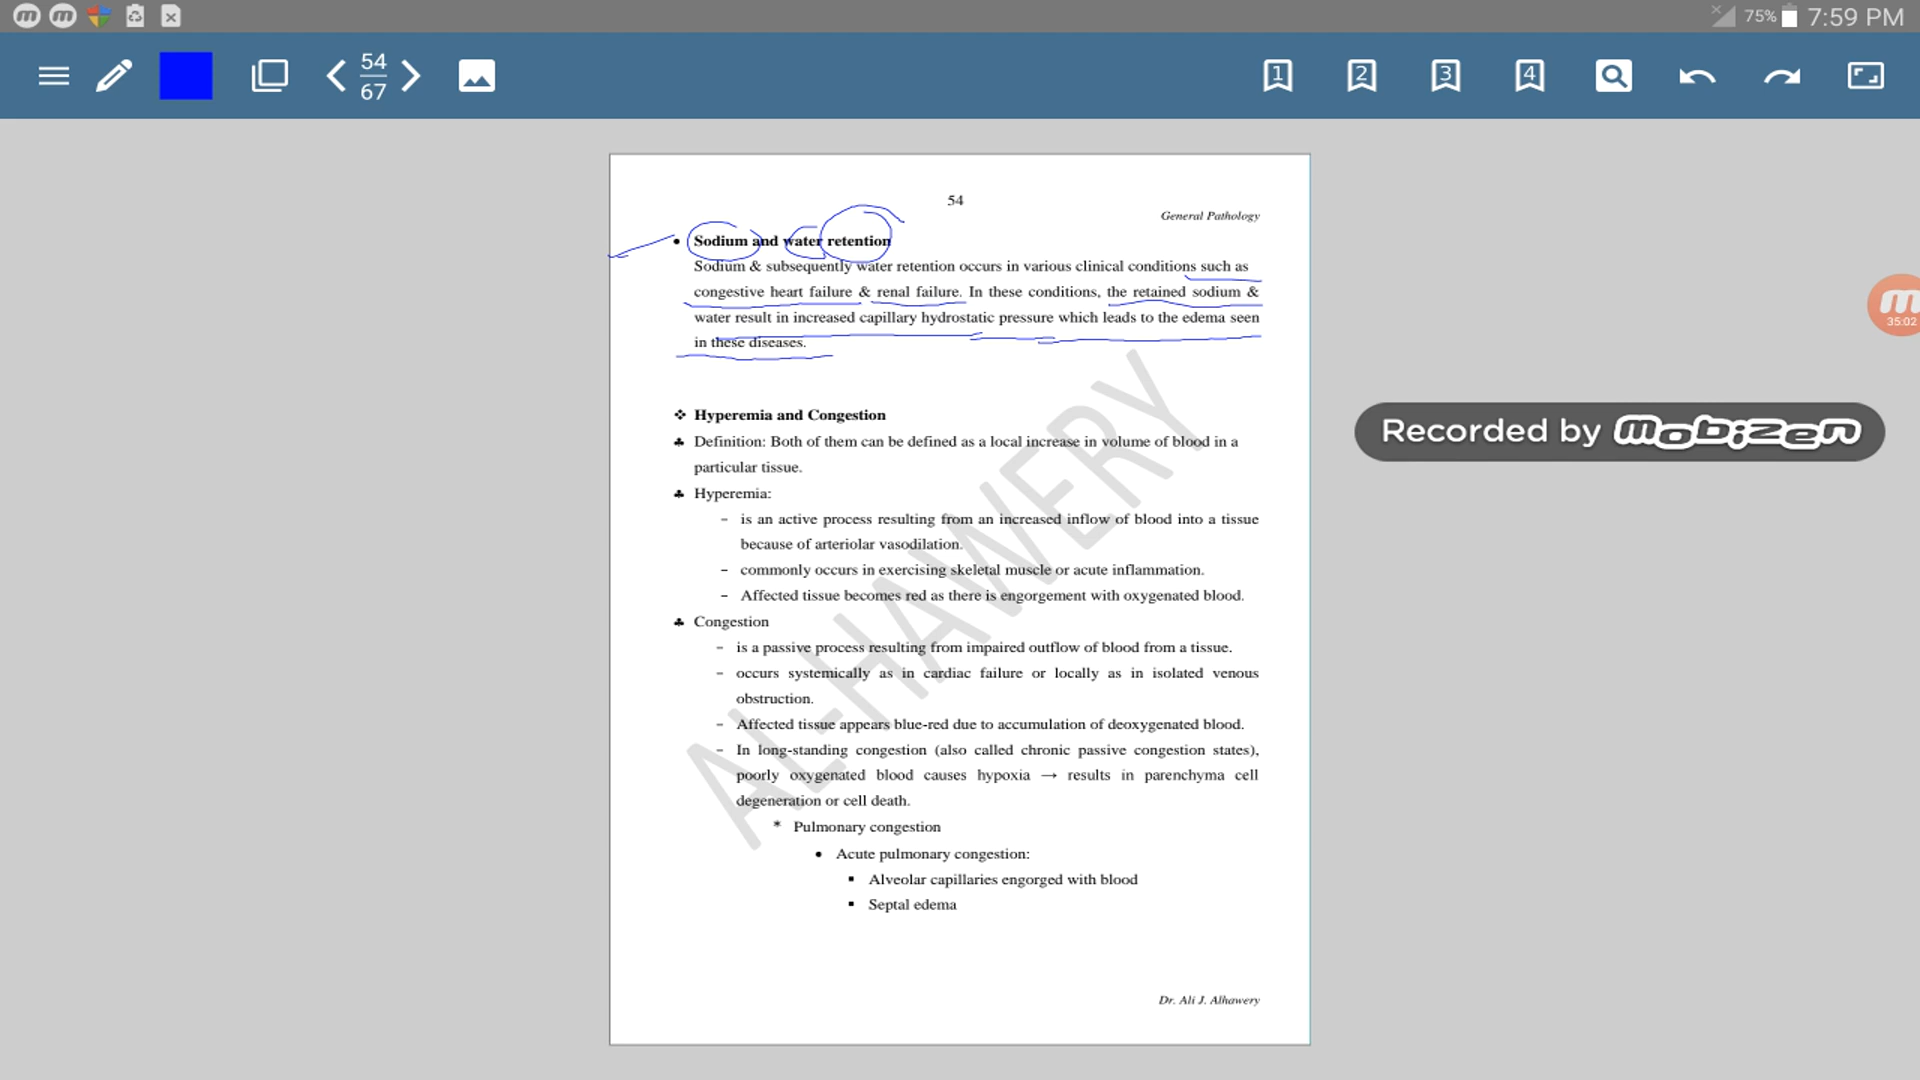 75% 7:59 PM
54
67
1 2 3 4
54
General Pathology
• Sodium and water retention
Sodium & subsequently water retention occurs in various clinical conditions such as
congestive heart failure & renal failure. In these conditions, the retained sodium &
water result in increased capillary hydrostatic pressure which leads to the edema seen
in these diseases.
35:02
Recorded by mobizen
❖ Hyperemia and Congestion
♣ Definition: Both of them can be defined as a local increase in volume of blood in a
particular tissue.
♣ Hyperemia:
- is an active process resulting from an increased inflow of blood into a tissue
because of arteriolar vasodilation.
- commonly occurs in exercising skeletal muscle or acute inflammation.
- Affected tissue becomes red as there is engorgement with oxygenated blood.
♣ Congestion
- is a passive process resulting from impaired outflow of blood from a tissue.
- occurs systemically as in cardiac failure or locally as in isolated venous
obstruction.
- Affected tissue appears blue-red due to accumulation of deoxygenated blood.
- In long-standing congestion (also called chronic passive congestion states),
poorly oxygenated blood causes hypoxia → results in parenchyma cell
degeneration or cell death.
* Pulmonary congestion
• Acute pulmonary congestion:
▪ Alveolar capillaries engorged with blood
▪ Septal edema
AL-HAWERY
Dr. Ali J. Alhawery